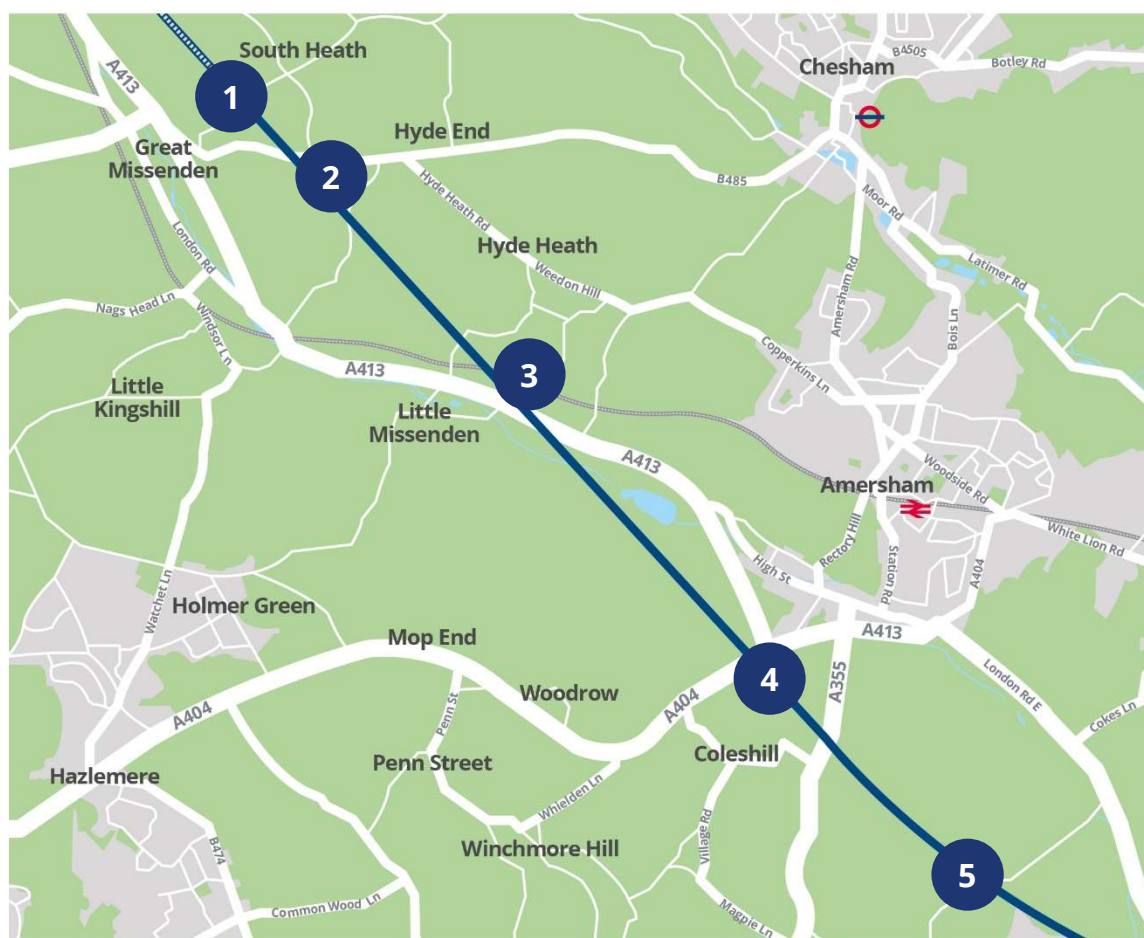 South Heath
B4505
Botley Rd
Chesham
A413
1
Great
Missenden
Hyde End
2
B485
Hyde Heath Rd
Moor Rd
London Rd
Hyde Heath
Weedon Hill
Latimer Rd
Nags Head Ln
Windsor Ln
Amersham Rd
Bois Ln
Copperkins Ln
A413
3
Little
Kingshill
Little
Missenden
A413
Woodside Rd
Amersham
Rectory Hill
White Lion Rd
High St
Station Rd
A404
Watchet Ln
Holmer Green
Mop End
A413
4
A355
London Rd E
Woodrow
Penn St
A404
A404
Cokes Ln
Hazlemere
Penn Street
Coleshill
Whielden Ln
Village Rd
B474
Winchmore Hill
5
Common Wood Ln
Magpie Ln